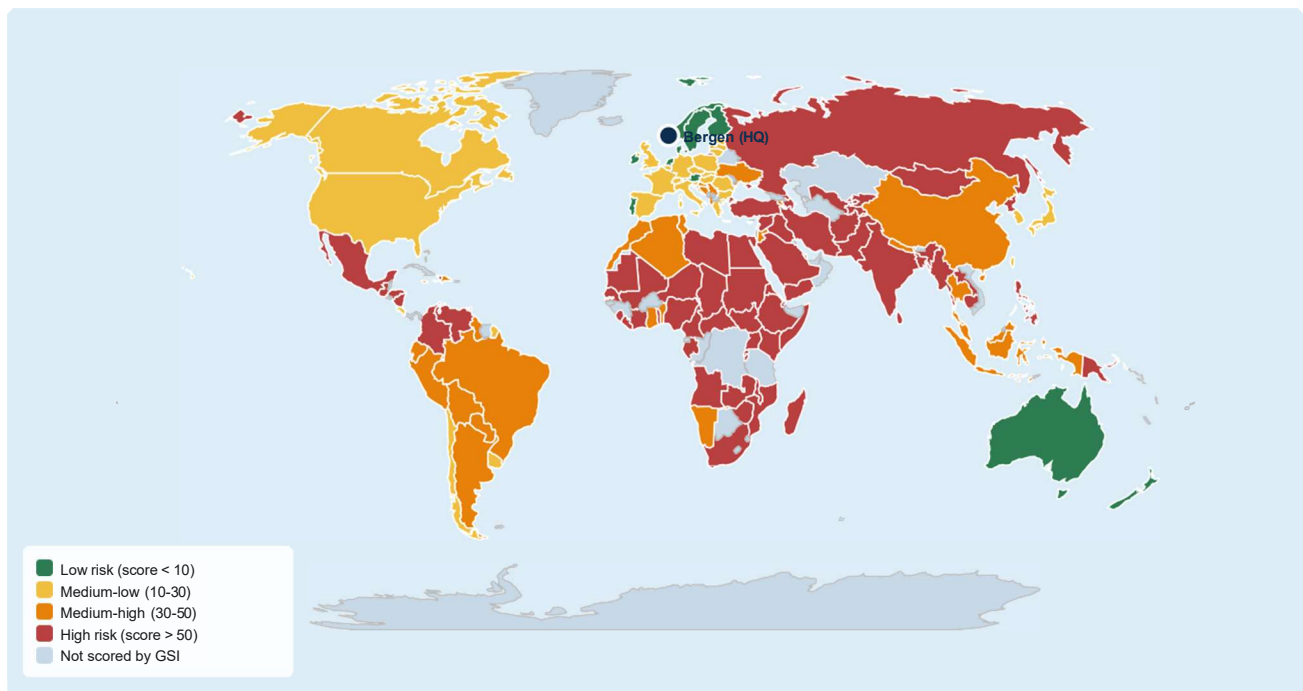 Bergen (HQ)
Low risk (score < 10)
Medium-low (10-30)
Medium-high (30-50)
High risk (score > 50)
Not scored by GSI